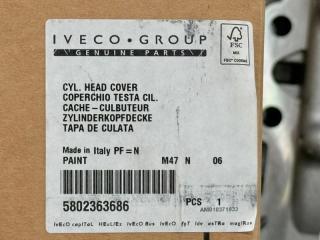 IVECO•GROUP
GENUINE PARTS
FSC
MIX
CYL. HEAD COVER
COPERCHIO TESTA CIL.
CACHE-CULBUTEUR
ZYLINDERKOPFDECKE
TAPA DE CULATA
Made in Italy PF=N
PAINT M47 N 06
5802363686 PCS 1